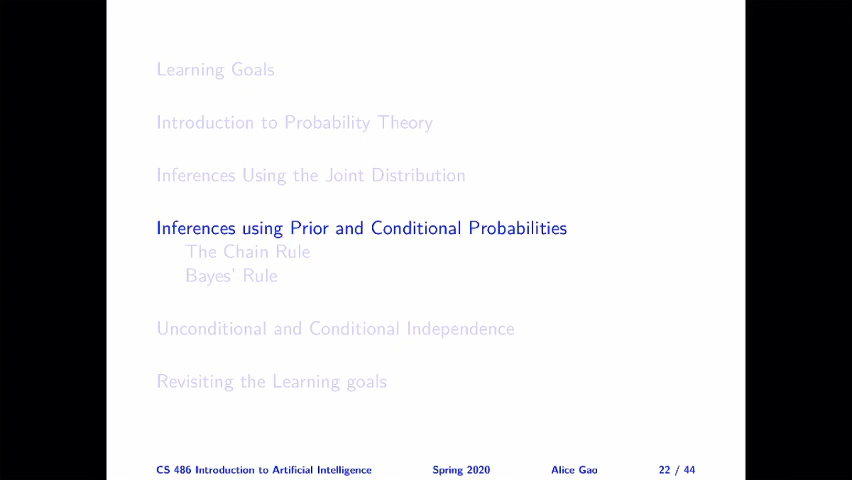 Learning Goals
Introduction to Probability Theory
Inferences Using the Joint Distribution
Inferences using Prior and Conditional Probabilities
The Chain Rule
Bayes' Rule
Unconditional and Conditional Independence
Revisiting the Learning goals
CS 486 Introduction to Artificial Intelligence Spring 2020 Alice Gao 22 / 44